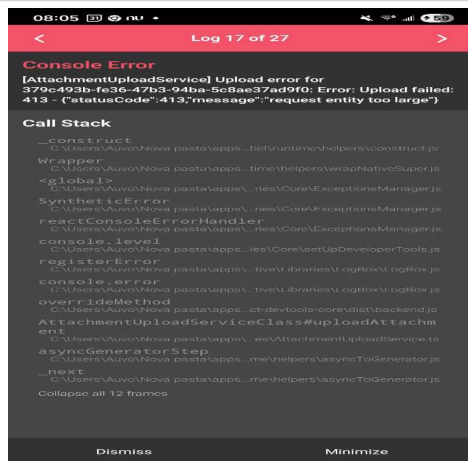 08:05 31 nu •
59
< Log 17 of 27 >
Console Error
[AttachmentUploadService] Upload error for
379c493b-fe36-47b3-94ba-5c8ae37ad9f0: Error: Upload failed:
413 - {"statusCode":413,"message":"request entity too large"}
Call Stack
_construct
C:\Users\Auvo\Nova pasta\apps...bel\runtime\helpers\construct.js
Wrapper
C:\Users\Auvo\Nova pasta\apps...time\helpers\wrapNativeSuper.js
<global>
C:\Users\Auvo\Nova pasta\apps...ries\Core\ExceptionsManager.js
SyntheticError
C:\Users\Auvo\Nova pasta\apps...ries\Core\ExceptionsManager.js
reactConsoleErrorHandler
C:\Users\Auvo\Nova pasta\apps...ries\Core\ExceptionsManager.js
console.level
C:\Users\Auvo\Nova pasta\apps...ies\Core\setUpDeveloperTools.js
registerError
C:\Users\Auvo\Nova pasta\apps...tive\Libraries\LogBox\LogBox.js
console.error
C:\Users\Auvo\Nova pasta\apps...tive\Libraries\LogBox\LogBox.js
overrideMethod
C:\Users\Auvo\Nova pasta\apps...ct-devtools-core\dist\backend.js
AttachmentUploadServiceClass#uploadAttachm
ent
C:\Users\Auvo\Nova pasta\apps\...es\AttachmentUploadService.ts
asyncGeneratorStep
C:\Users\Auvo\Nova pasta\apps...me\helpers\asyncToGenerator.js
_next
C:\Users\Auvo\Nova pasta\apps...me\helpers\asyncToGenerator.js
Collapse all 12 frames
Dismiss Minimize